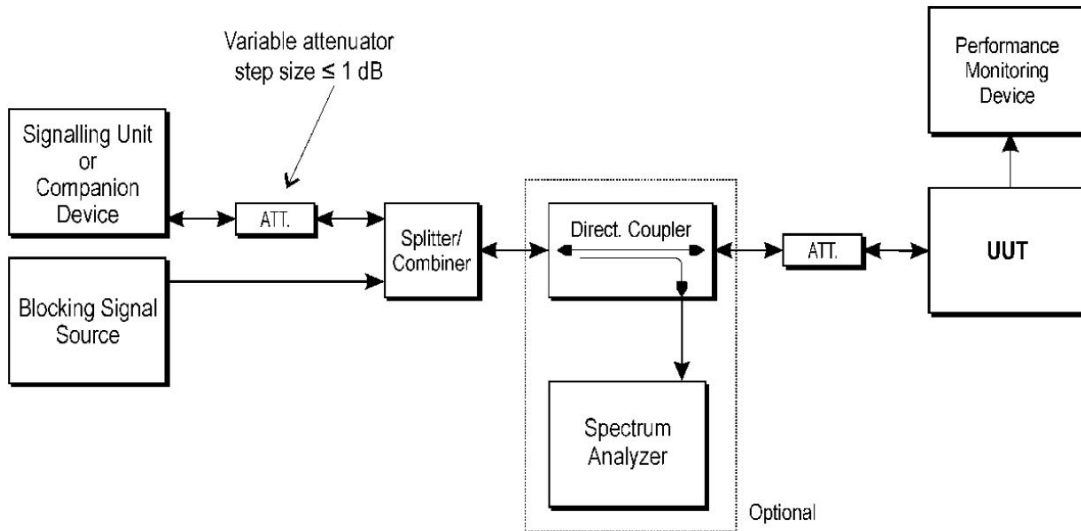 Variable attenuator
step size ≤ 1 dB
Performance
Monitoring
Device
Signalling Unit
or
Companion
Device
ATT.
Splitter/
Combiner
Direct. Coupler
ATT.
UUT
Blocking Signal
Source
Spectrum
Analyzer
Optional